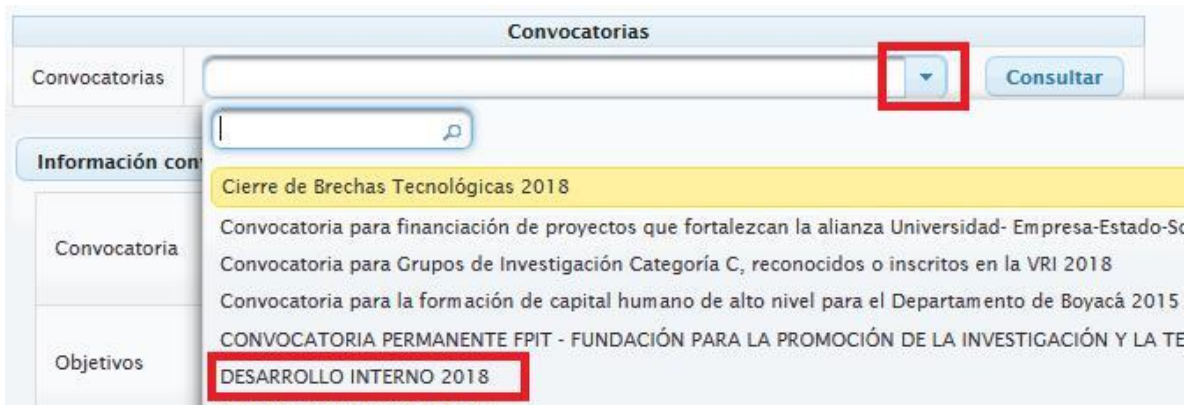 Convocatorias
Convocatorias
Consultar
Información con
Cierre de Brechas Tecnológicas 2018
Convocatoria
Convocatoria para financiación de proyectos que fortalezcan la alianza Universidad- Empresa-Estado-So
Convocatoria para Grupos de Investigación Categoría C, reconocidos o inscritos en la VRI 2018
Convocatoria para la formación de capital humano de alto nivel para el Departamento de Boyacá 2015
Objetivos
CONVOCATORIA PERMANENTE FPIT - FUNDACIÓN PARA LA PROMOCIÓN DE LA INVESTIGACIÓN Y LA TE
DESARROLLO INTERNO 2018